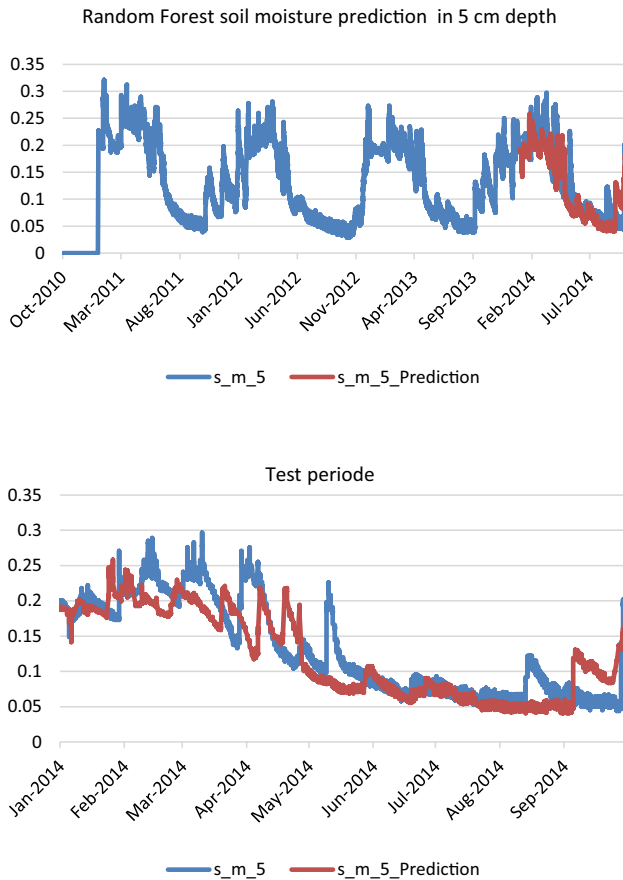 Random Forest soil moisture prediction in 5 cm depth
0.35
0.3
0.25
0.2
0.15
0.1
0.05
0
Oct-2010
Mar-2011
Aug-2011
Jan-2012
Jun-2012
Nov-2012
Apr-2013
Sep-2013
Feb-2014
Jul-2014
s_m_5
s_m_5_Prediction
Test periode
0.35
0.3
0.25
0.2
0.15
0.1
0.05
0
Jan-2014
Feb-2014
Mar-2014
Apr-2014
May-2014
Jun-2014
Jul-2014
Aug-2014
Sep-2014
s_m_5
s_m_5_Prediction